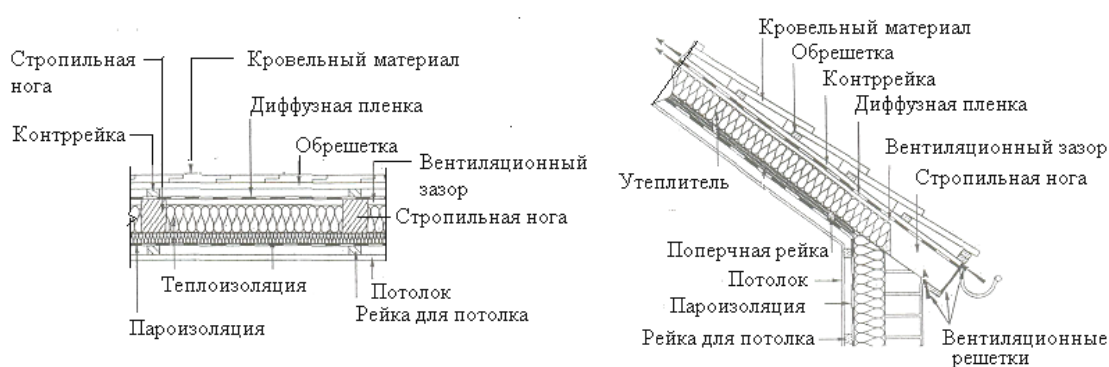 Стропильная
нога
Кровельный материал
Диффузная пленка
Контррейка
Обрешетка
Вентиляционный
зазор
Стропильная нога
Теплоизоляция
Потолок
Рейка для потолка
Пароизоляция
Кровельный материал
Обрешетка
Контррейка
Диффузная пленка
Вентиляционный зазор
Стропильная нога
Утеплитель
Поперчная рейка
Потолок
Пароизоляция
Рейка для потолка
Вентиляционные
решетки